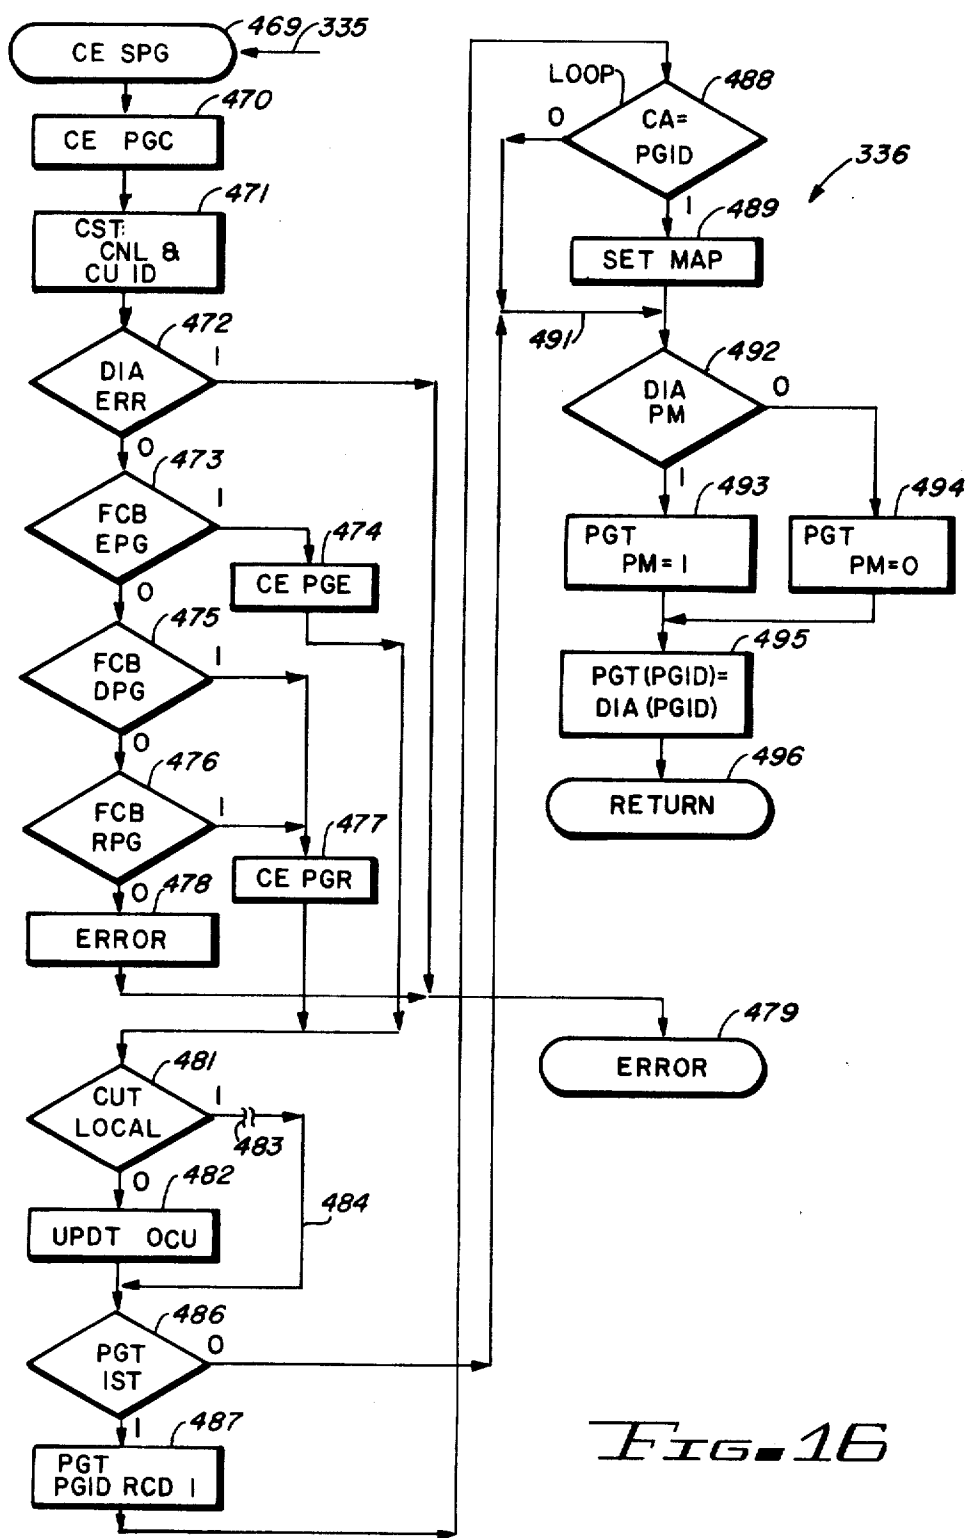 469
335
CE SPG
470
CE PGC
471
CST:
CNL &
CU ID
472
DIA
ERR
1
0
473
FCB
EPG
1
0
474
CE PGE
475
FCB
DPG
1
0
476
FCB
RPG
1
0
477
CE PGR
478
ERROR
481
CUT
LOCAL
1
483
0
482
484
UPDT OCU
486
PGT
IST
0
1
487
PGT
PGID RCD 1
LOOP
488
0
CA=
PGID
336
1
489
SET MAP
491
492
DIA
PM
0
1
493
PGT
PM=1
494
PGT
PM=0
495
PGT(PGID)=
DIA (PGID)
496
RETURN
479
ERROR
FIG. 16